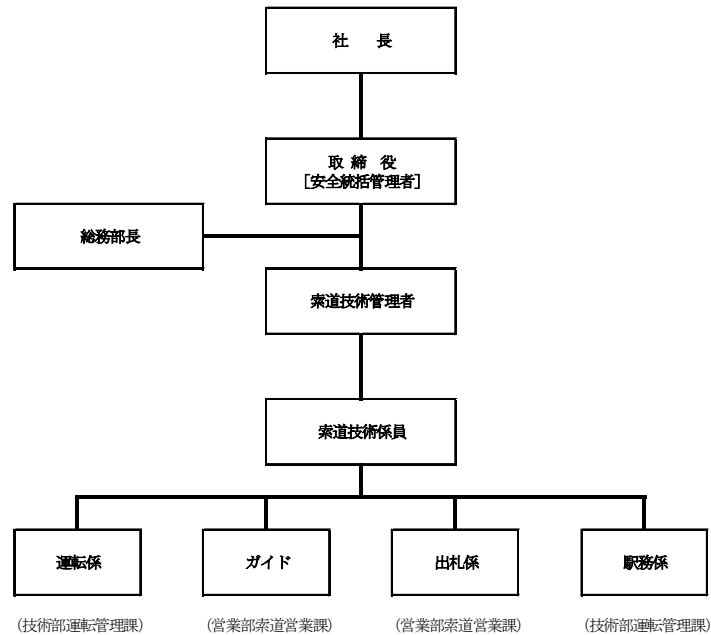 社　長
取 締 役
［安全統括管理者］
総務部長
索道技術管理者
索道技術係員
運転係
ガイド
出札係
駅務係
（技術部運転管理課）
（営業部索道営業課）
（営業部索道営業課）
（技術部運転管理課）